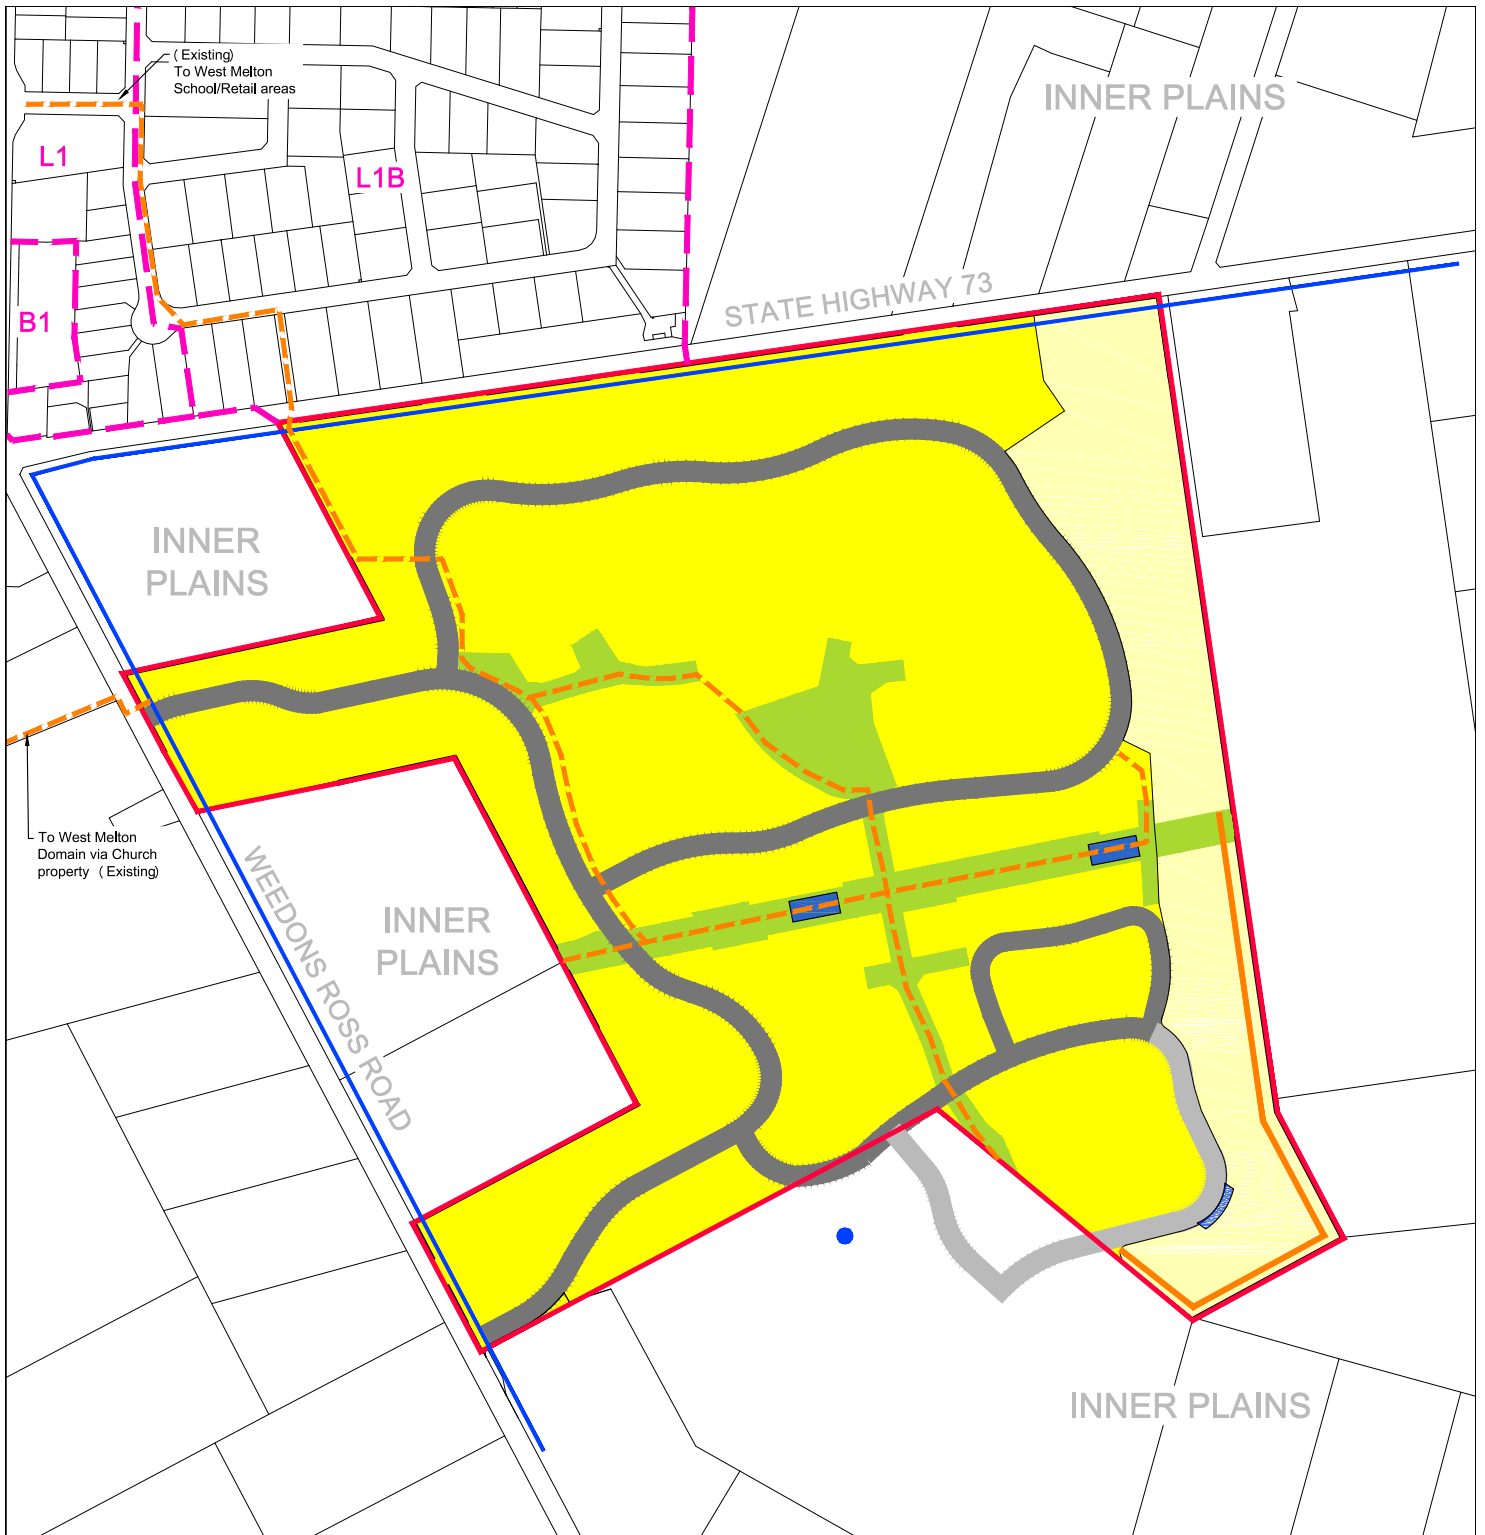 ( Existing)
To West Melton
School/Retail areas
INNER PLAINS
L1
L1B
B1
STATE HIGHWAY 73
INNER
PLAINS
To West Melton
Domain via Church
property ( Existing)
WEEDONS ROSS ROAD
INNER
PLAINS
INNER PLAINS